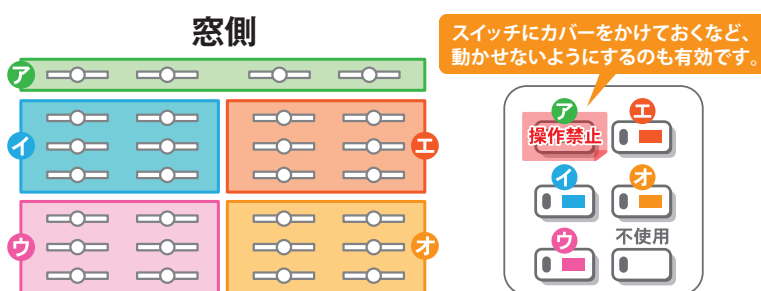 窓側
スイッチにカバーをかけておくなど、
動かせないようにするのも有効です。
ア
イ
エ
ウ
オ
ア
エ
操作禁止
イ
オ
ウ
不使用